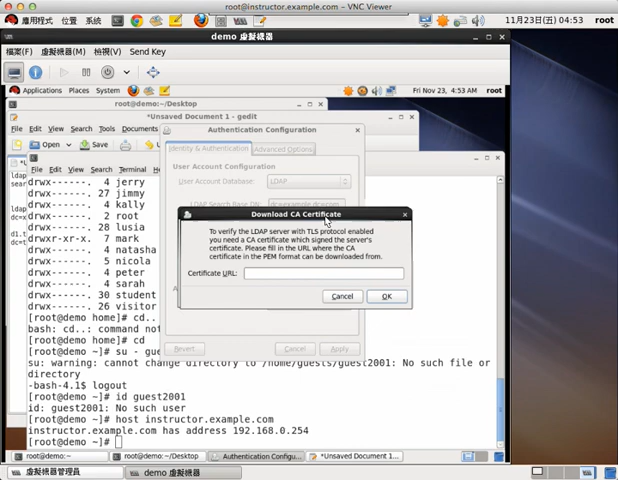 root@instructor.example.com - VNC Viewer
應用程式 位置 系統 11月23日(五) 04:53 root
demo 虛擬機器
檔案(F) 虛擬機器(M) 檢視(V) Send Key
Applications Places System Fri Nov 23, 4:53 AM root
root@demo:~/Desktop
*Unsaved Document 1 - gedit
File Edit View Search Tools Documents
Open Save
Authentication Configuration
Identity & Authentication Advanced Options
User Account Configuration
User Account Database: LDAP
LDAP Search Base DN:
File Edit View Search Terminal
drwx------. 4 jerry
drwx------. 27 jimmy
drwx------. 4 kally
drwx------. 2 root
drwx------. 28 lusia
drwxr-xr-x. 7 mark
drwx------. 4 natasha
drwx------. 5 nicola
drwx------. 4 peter
drwx------. 4 sarah
drwx------. 30 student
drwx------. 26 visitor
Download CA Certificate
To verify the LDAP server with TLS protocol enabled
you need a CA certificate which signed the server's
certificate. Please fill in the URL where the CA
certificate in the PEM format can be downloaded from.
Certificate URL:
Cancel OK
Revert Cancel Apply
[root@demo home]# cd..
bash: cd..: command not
[root@demo home]# cd
[root@demo ~]# su - gue
su: warning: cannot change directory to /home/guests/guest2001: No such file or
directory
-bash-4.1$ logout
[root@demo ~]# id guest2001
id: guest2001: No such user
[root@demo ~]# host instructor.example.com
instructor.example.com has address 192.168.0.254
[root@demo ~]#
root@demo:~ root@demo:~/Desktop Authentication Configu... *Unsaved Document 1...
虛擬機器管理員 demo 虛擬機器